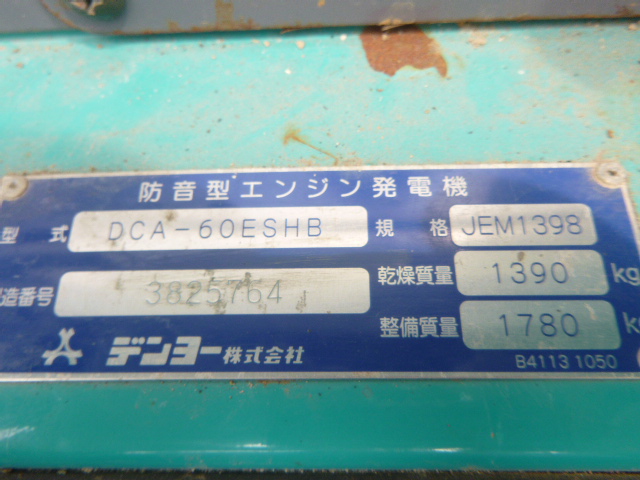 防音型エンジン発電機
型 式 DCA-60ESHB 規 格 JEM1398
造番号 3825764 乾燥質量 1390 kg
整備質量 1780 kg
デンヨー株式会社 B4113 1050